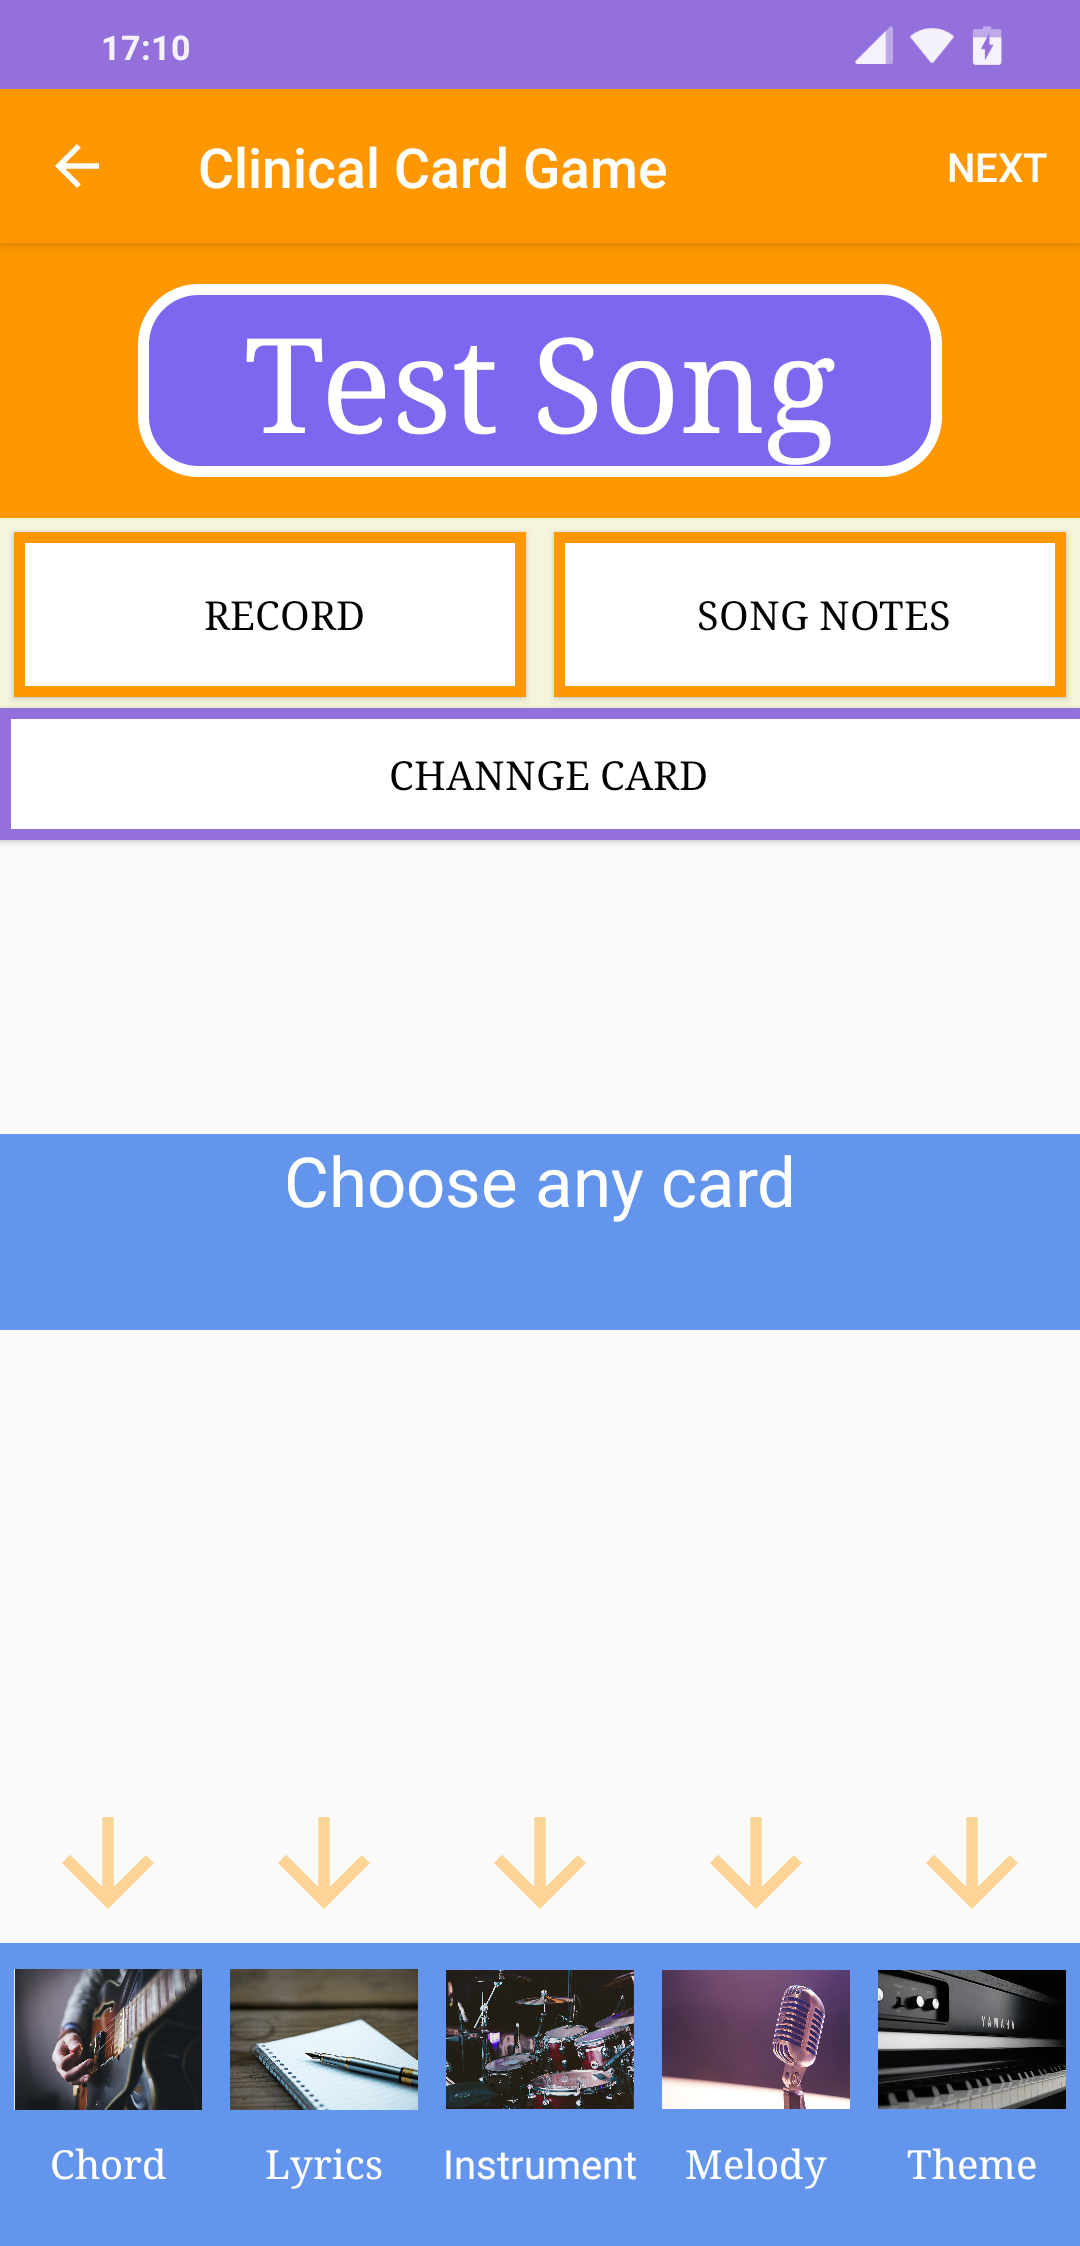 17:10
Clinical Card Game
NEXT
Test Song
RECORD
SONG NOTES
CHANNGE CARD
Choose any card
YAMAHA
Chord
Lyrics
Instrument
Melody
Theme